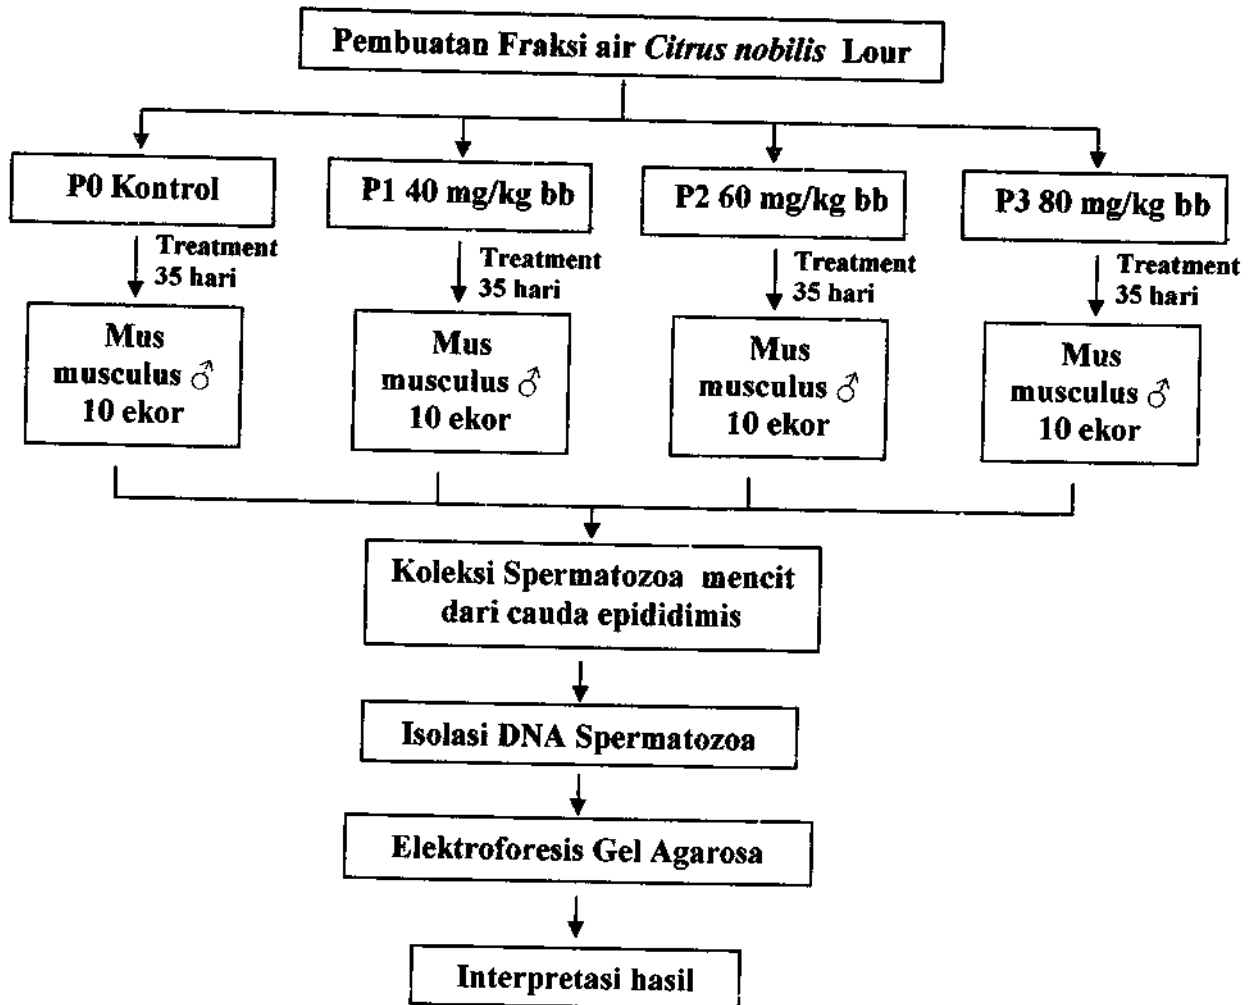 Pembuatan Fraksi air Citrus nobilis Lour
P0 Kontrol
P1 40 mg/kg bb
P2 60 mg/kg bb
P3 80 mg/kg bb
Treatment
35 hari
Treatment
35 hari
Treatment
35 hari
Treatment
35 hari
Mus
musculus ♂
10 ekor
Mus
musculus ♂
10 ekor
Mus
musculus ♂
10 ekor
Mus
musculus ♂
10 ekor
Koleksi Spermatozoa mencit
dari cauda epididimis
Isolasi DNA Spermatozoa
Elektroforesis Gel Agarosa
Interpretasi hasil